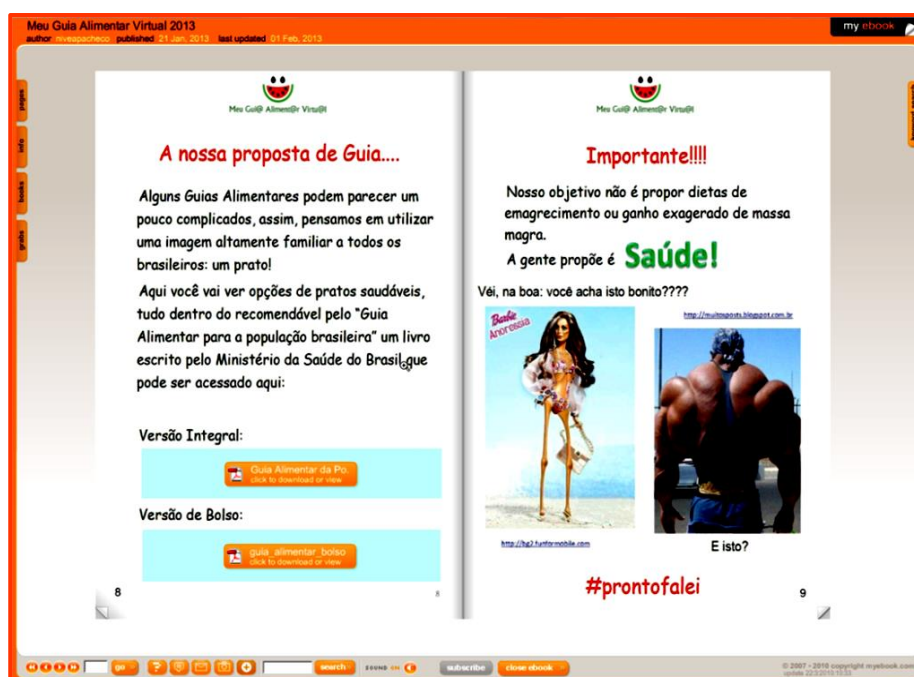 Meu Guia Alimentar Virtual 2013
author niveapacheco published 21 Jan, 2013 last updated 01 Feb, 2013
my ebook
pages
info
books
grabs
Meu Gui@ Aliment@r Virtu@l
A nossa proposta de Guia....
Alguns Guias Alimentares podem parecer um
pouco complicados, assim, pensamos em utilizar
uma imagem altamente familiar a todos os
brasileiros: um prato!
Aqui você vai ver opções de pratos saudáveis,
tudo dentro do recomendável pelo “Guia
Alimentar para a população brasileira” um livro
escrito pelo Ministério da Saúde do Brasil que
pode ser acessado aqui:
Versão Integral:
Guia Alimentar da Po.
click to download or view
Versão de Bolso:
guia_alimentar_bolso
click to download or view
8
8
Meu Gui@ Aliment@r Virtu@l
Importante!!!!
Nosso objetivo não é propor dietas de
emagrecimento ou ganho exagerado de massa
magra.
A gente propõe é Saúde!
Véi, na boa: você acha isto bonito????
Barbie
Anoressia
http://muitosposts.blogspot.com.br
http://bg2.funformobile.com
E isto?
#prontofalei
9
go
search
SOUND ON
subscribe
close ebook
© 2007 - 2010 copyright myebook.com